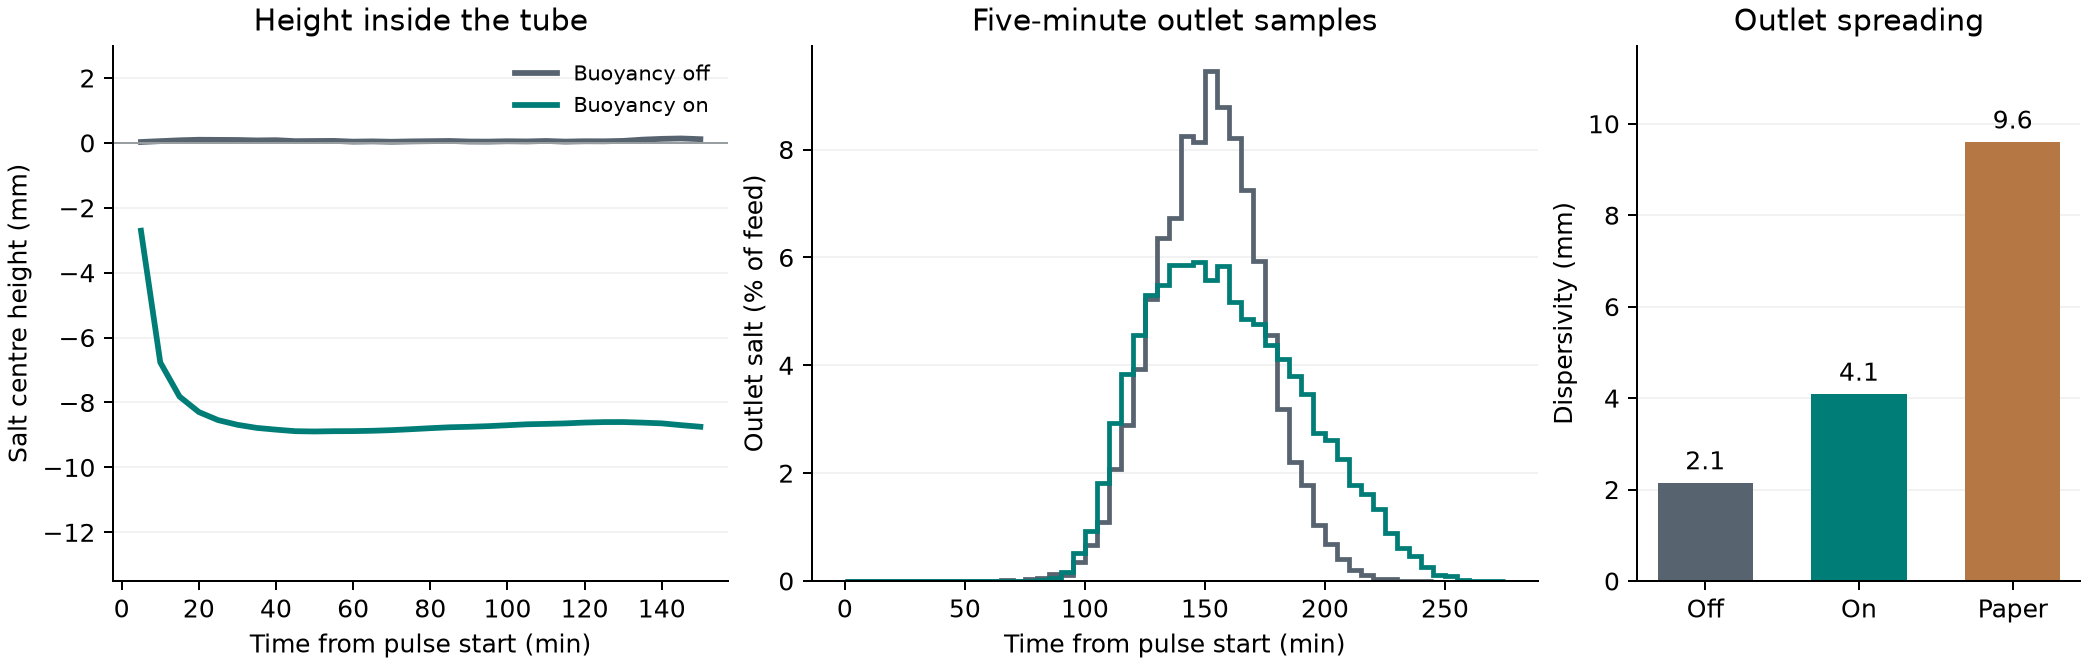 Height inside the tube
Salt centre height (mm)
2
0
−2
−4
−6
−8
−10
−12
Buoyancy off
Buoyancy on
0 20 40 60 80 100 120 140
Time from pulse start (min)
Five-minute outlet samples
Outlet salt (% of feed)
8
6
4
2
0
0 50 100 150 200 250
Time from pulse start (min)
Outlet spreading
Dispersivity (mm)
10
8
6
4
2
0
2.1
4.1
9.6
Off On Paper